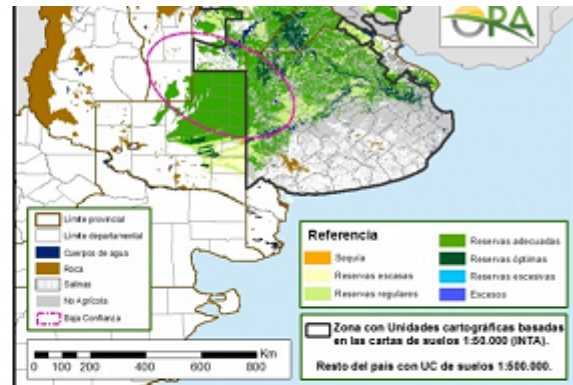 ORA
Límite provincial
Límite departamental
Cuerpos de agua
Roca
Salinas
No Agrícola
Baja Confianza
Referencia
Sequía
Reservas escasas
Reservas regulares
Reservas adecuadas
Reservas óptimas
Reservas excesivas
Excesos
Zona con Unidades cartográficas basadas
en las cartas de suelos 1:50.000 (INTA).
Resto del país con UC de suelos 1:500.000.
Km
0 100 200 400 600 800